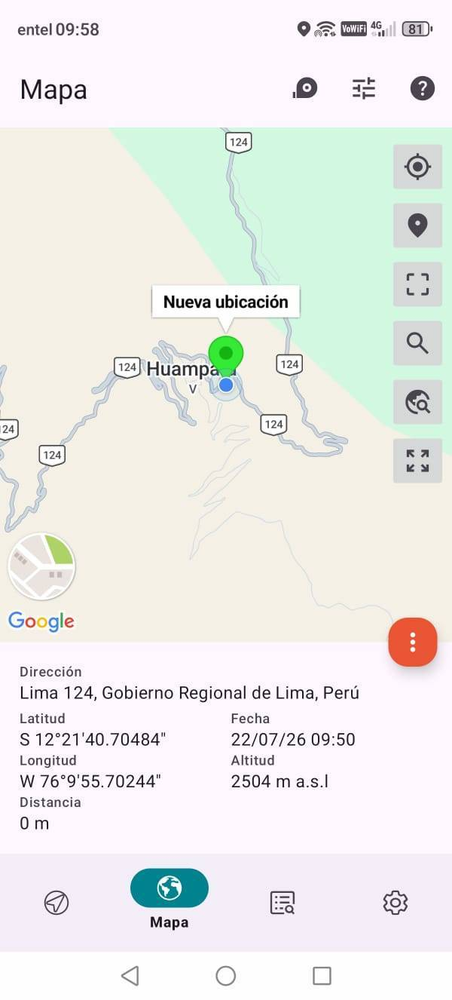 entel 09:58
VoWiFi 4G 81
Mapa
124
Nueva ubicación
124
124
V
124
124
124
Google
Dirección
Lima 124, Gobierno Regional de Lima, Perú
Latitud
Fecha
S 12°21'40.70484"
22/07/26 09:50
Longitud
Altitud
W 76°9'55.70244"
2504 m a.s.l
Distancia
0 m
Mapa